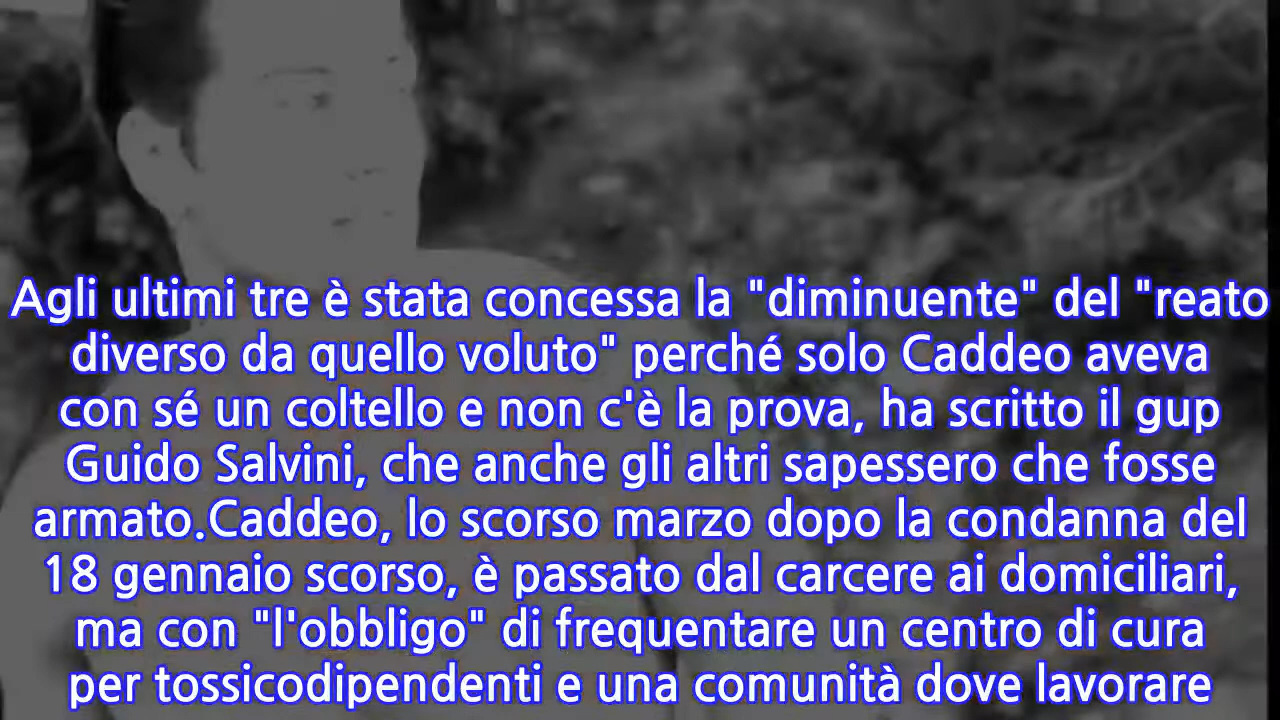 Agli ultimi tre è stata concessa la "diminuente" del "reato
diverso da quello voluto" perché solo Caddeo aveva
con sé un coltello e non c'è la prova, ha scritto il gup
Guido Salvini, che anche gli altri sapessero che fosse
armato.Caddeo, lo scorso marzo dopo la condanna del
18 gennaio scorso, è passato dal carcere ai domiciliari,
ma con "l'obbligo" di frequentare un centro di cura
per tossicodipendenti e una comunità dove lavorare